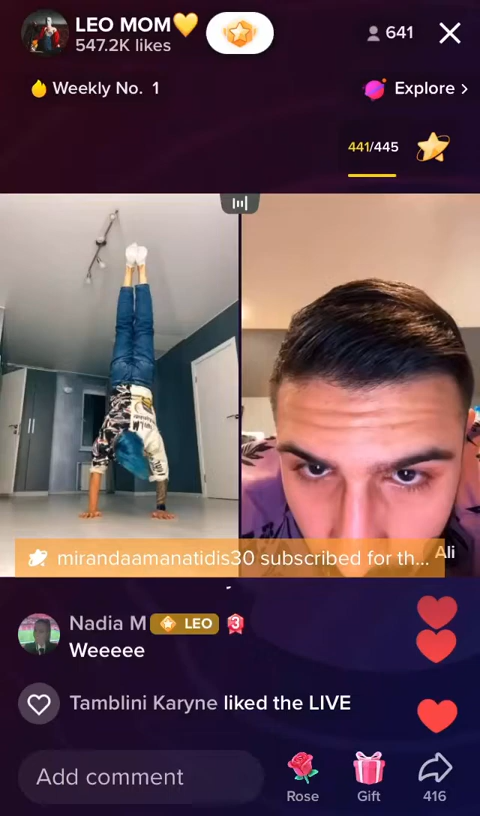 LEO MOM💛
547.2K likes
641
Weekly No. 1
Explore >
441/445
mirandaamanatidis30 subscribed for th...
Ali
Nadia M LEO 3
Weeeee
Tamblini Karyne liked the LIVE
Add comment
Rose
Gift
416